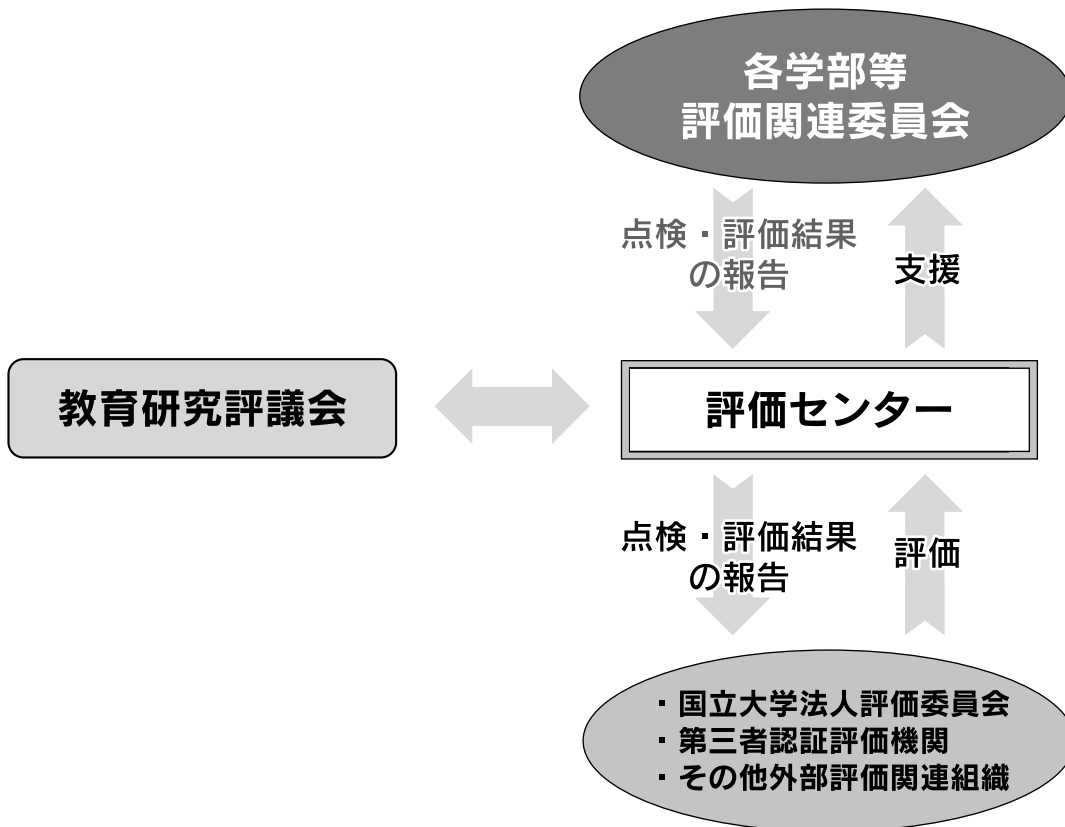 各学部等
評価関連委員会
点検・評価結果
の報告
支援
教育研究評議会
評価センター
点検・評価結果
の報告
評価
・国立大学法人評価委員会
・第三者認証評価機関
・その他外部評価関連組織